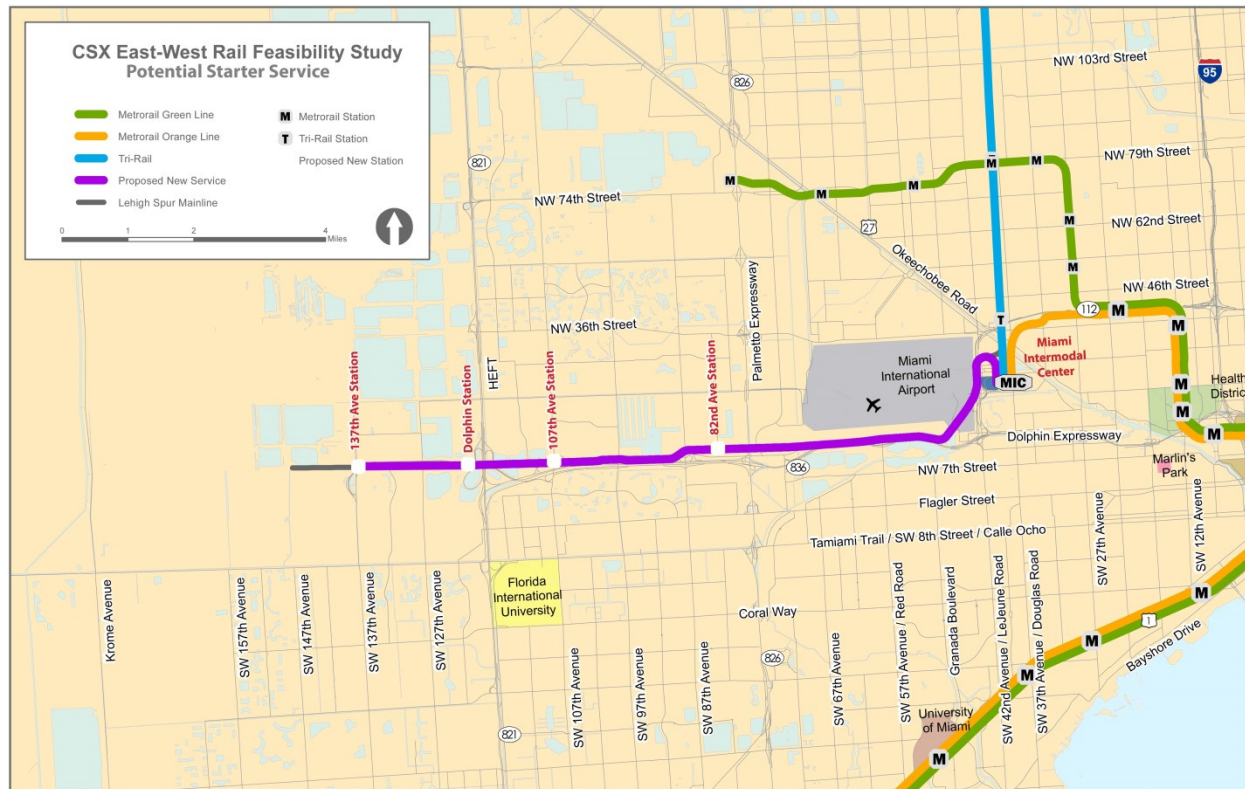 CSX East-West Rail Feasibility Study
Potential Starter Service
Metrorail Green Line
Metrorail Orange Line
Tri-Rail
Proposed New Service
Lehigh Spur Mainline
M Metrorail Station
T Tri-Rail Station
Proposed New Station
0 1 2 4
Miles
NW 103rd Street
95
826
821
NW 79th Street
M
M
M
M
M
M
NW 74th Street
27
NW 62nd Street
M
Okeechobee Road
M
NW 46th Street
112
M
M
T
NW 36th Street
HEFT
Palmetto Expressway
Miami
Intermodal
Center
Miami
International
Airport
MIC
M
M
M
Health
District
137th Ave Station
Dolphin Station
107th Ave Station
82nd Ave Station
Dolphin Expressway
836
NW 7th Street
Marlin's
Park
Flagler Street
Tamiami Trail / SW 8th Street / Calle Ocho
Florida
International
University
Coral Way
Krome Avenue
SW 157th Avenue
SW 147th Avenue
SW 137th Avenue
SW 127th Avenue
SW 107th Avenue
SW 97th Avenue
SW 87th Avenue
826
SW 67th Avenue
SW 57th Avenue / Red Road
Granada Boulevard
SW 42nd Avenue / LeJeune Road
SW 37th Avenue / Douglas Road
SW 27th Avenue
SW 12th Avenue
M
1
M
Bayshore Drive
M
University
of Miami
M
821